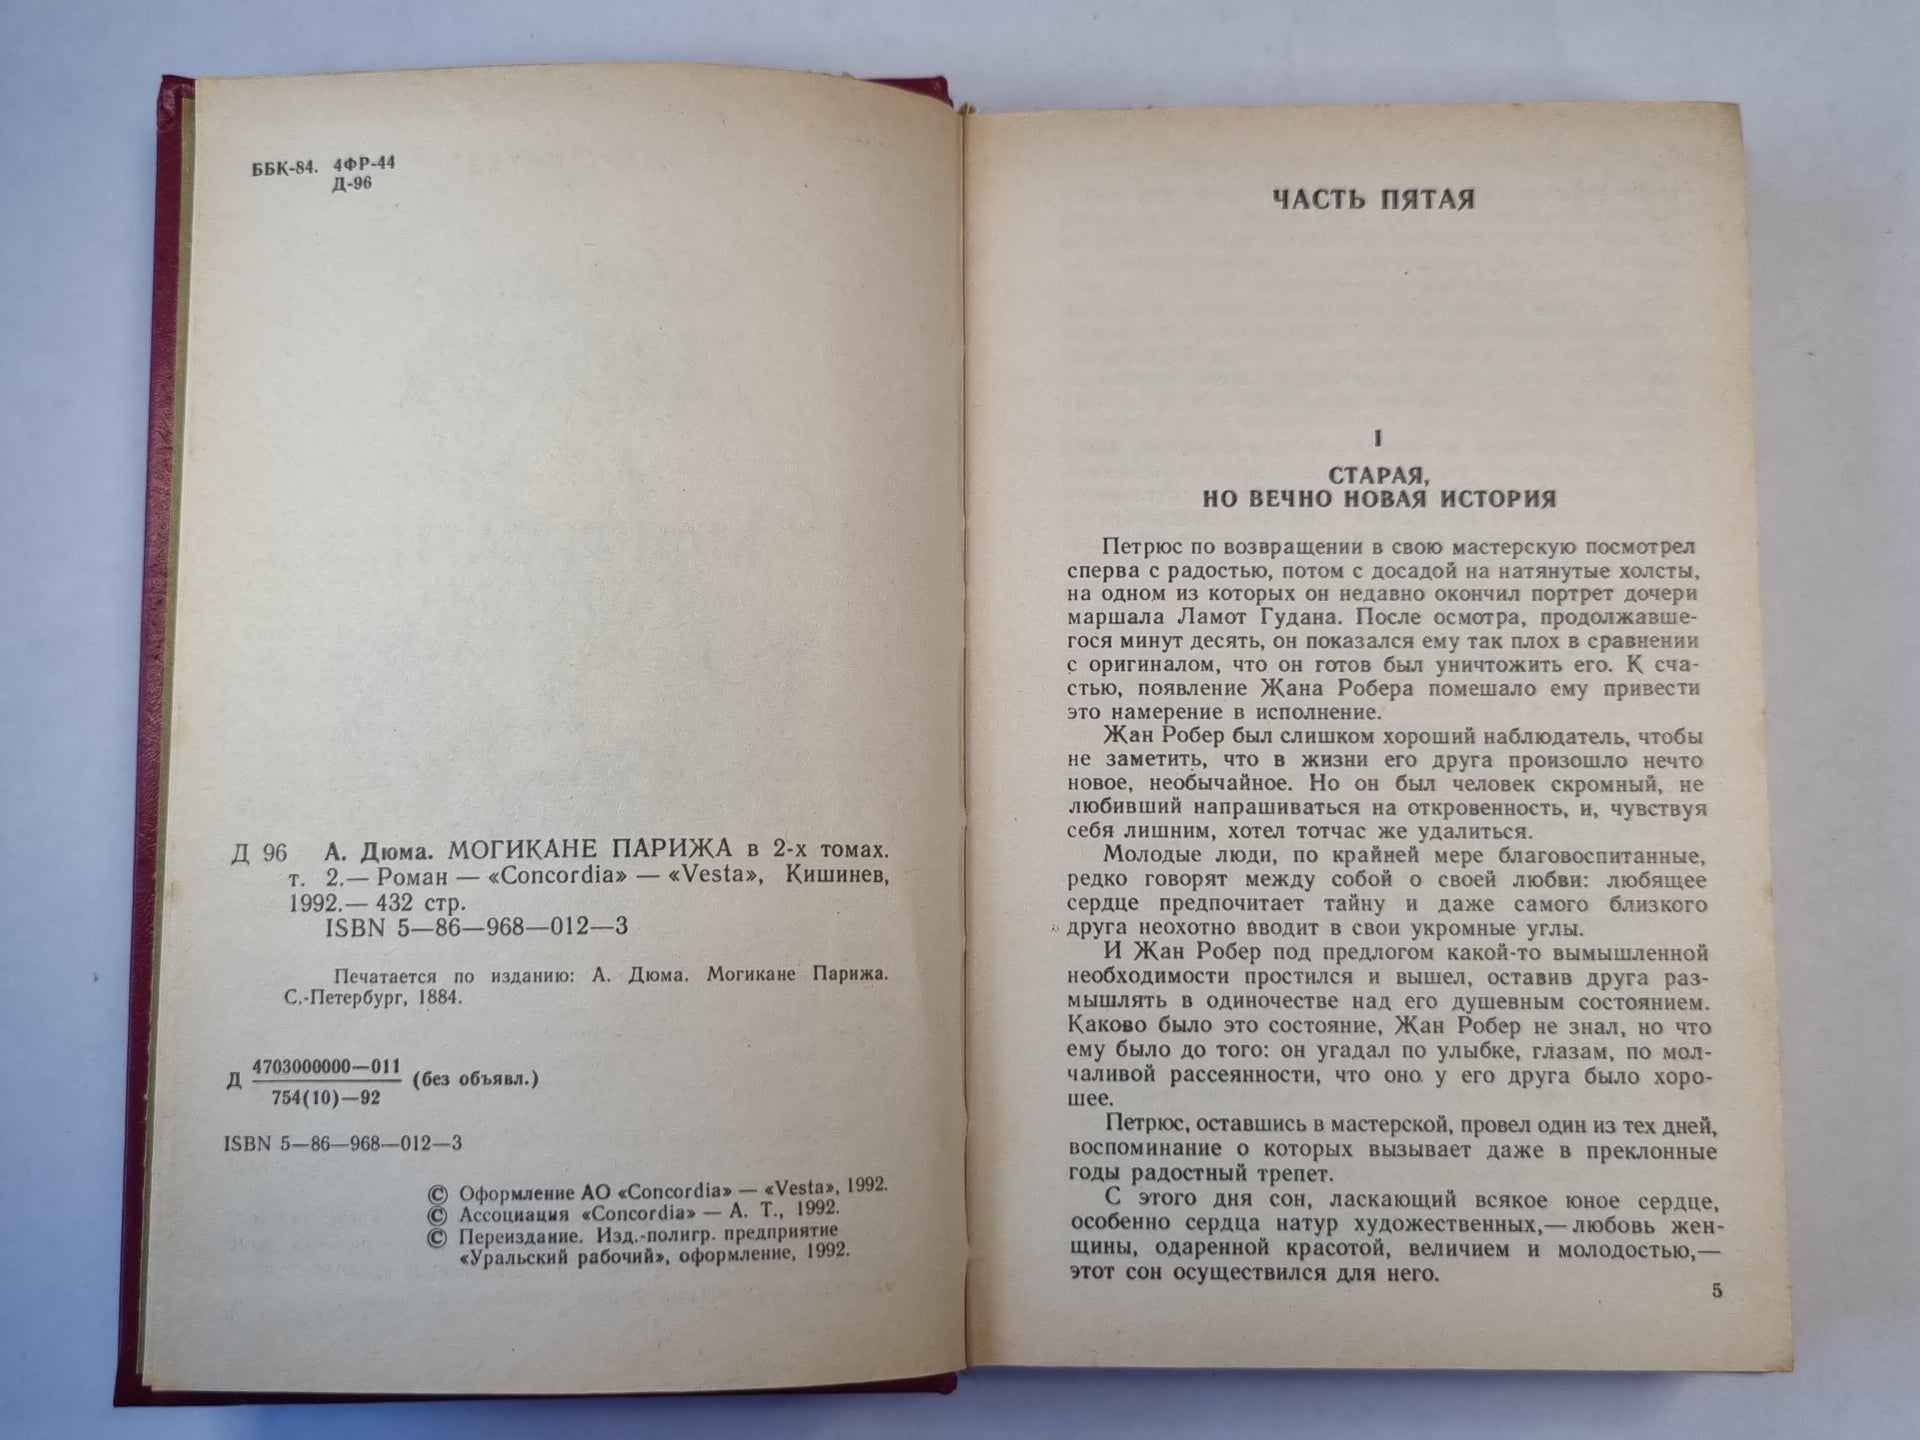 ББК-84. 4ФР-44
Д-96
Д 96 А. Дюма. МОГИКАНЕ ПАРИЖА в 2-х томах.
т. 2.— Роман — «Concordia» — «Vesta», Кишинев,
1992.— 432 стр.
ISBN 5—86—968—012—3
Печатается по изданию: А. Дюма. Могикане Парижа.
С.-Петербург, 1884.
4703000000—011
Д (без объявл.)
754(10)—92
ISBN 5—86—968—012—3
© Оформление АО «Concordia» — «Vesta», 1992.
© Ассоциация «Concordia» — А. Т., 1992.
© Переиздание. Изд.-полигр. предприятие
«Уральский рабочий», оформление, 1992.
ЧАСТЬ ПЯТАЯ
I
СТАРАЯ,
НО ВЕЧНО НОВАЯ ИСТОРИЯ
Петрюс по возвращении в свою мастерскую посмотрел
сперва с радостью, потом с досадой на натянутые холсты,
на одном из которых он недавно окончил портрет дочери
маршала Ламот Гудана. После осмотра, продолжавше-
гося минут десять, он показался ему так плох в сравнении
с оригиналом, что он готов был уничтожить его. К сча-
стью, появление Жана Робера помешало ему привести
это намерение в исполнение.
Жан Робер был слишком хороший наблюдатель, чтобы
не заметить, что в жизни его друга произошло нечто
новое, необычайное. Но он был человек скромный, не
любивший напрашиваться на откровенность, и, чувствуя
себя лишним, хотел тотчас же удалиться.
Молодые люди, по крайней мере благовоспитанные,
редко говорят между собой о своей любви: любящее
сердце предпочитает тайну и даже самого близкого
друга неохотно вводит в свои укромные углы.
И Жан Робер под предлогом какой-то вымышленной
необходимости простился и вышел, оставив друга раз-
мышлять в одиночестве над его душевным состоянием.
Каково было это состояние, Жан Робер не знал, но что
ему было до того: он угадал по улыбке, глазам, по мол-
чаливой рассеянности, что оно у его друга было хоро-
шее.
Петрюс, оставшись в мастерской, провел один из тех дней,
воспоминание о которых вызывает даже в преклонные
годы радостный трепет.
С этого дня сон, ласкающий всякое юное сердце,
особенно сердца натур художественных,— любовь жен-
щины, одаренной красотой, величием и молодостью,—
этот сон осуществился для него.
5